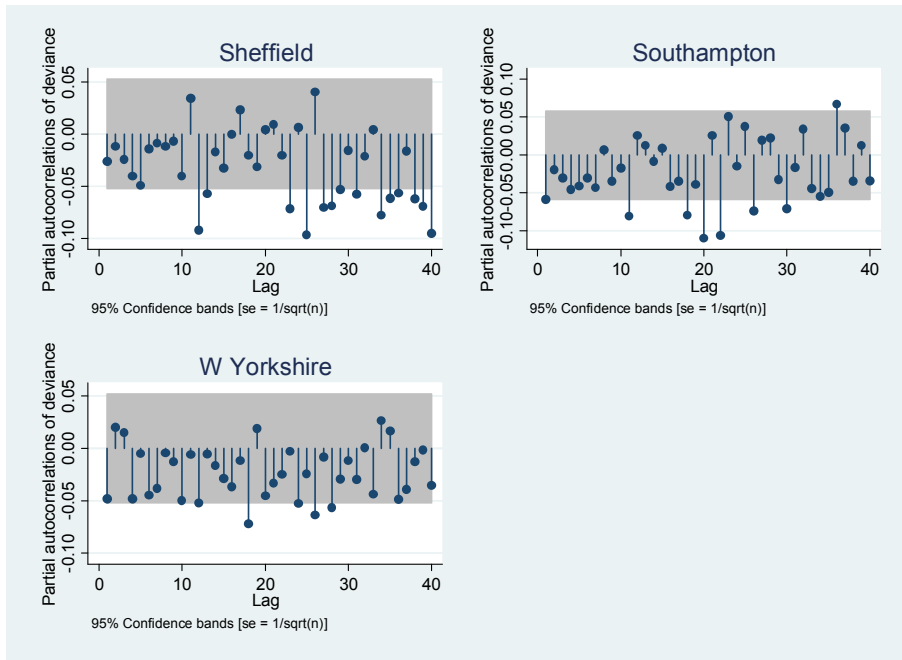 Sheffield
Partial autocorrelations of deviance
0.05
0.00
-0.05
-0.10
0 10 20 30 40
Lag
95% Confidence bands [se = 1/sqrt(n)]
Southampton
Partial autocorrelations of deviance
0.10
0.05
0.00
-0.05
-0.10
0 10 20 30 40
Lag
95% Confidence bands [se = 1/sqrt(n)]
W Yorkshire
Partial autocorrelations of deviance
0.05
0.00
-0.05
-0.10
0 10 20 30 40
Lag
95% Confidence bands [se = 1/sqrt(n)]